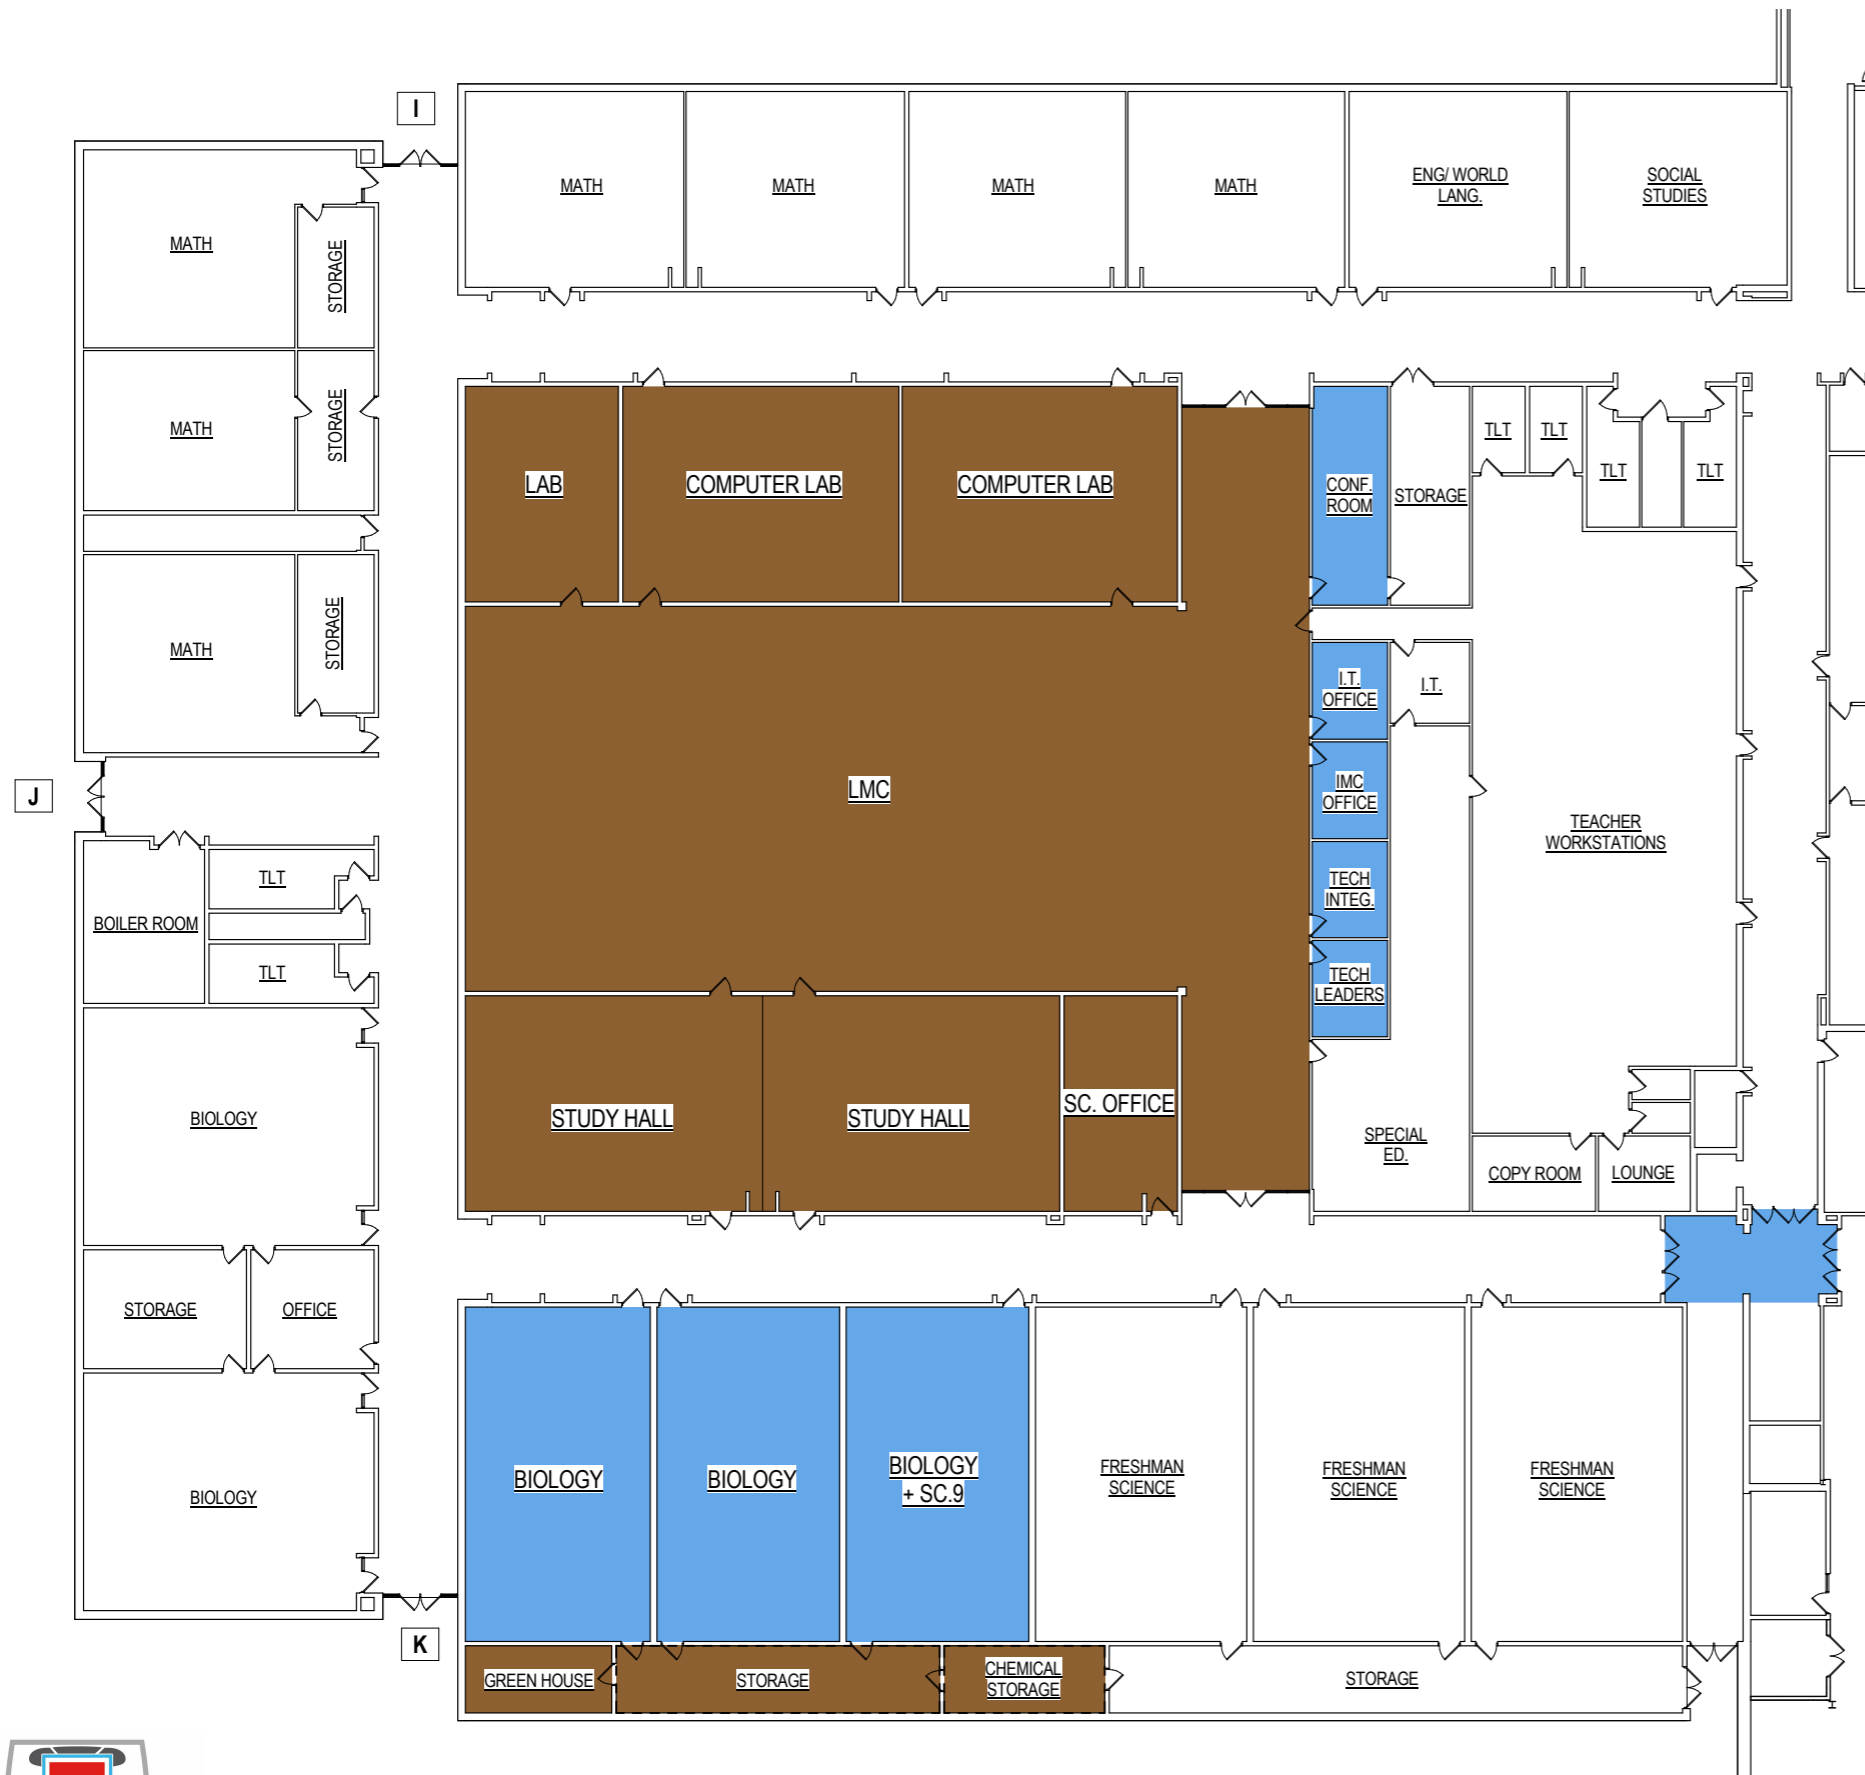 I
MATH
MATH
MATH
MATH
ENG/ WORLD
LANG.
SOCIAL
STUDIES
MATH
STORAGE
MATH
STORAGE
MATH
STORAGE
LAB
COMPUTER LAB
COMPUTER LAB
CONF.
ROOM
STORAGE
TLT
TLT
TLT
TLT
I.T.
OFFICE
I.T.
J
LMC
IMC
OFFICE
TEACHER
WORKSTATIONS
BOILER ROOM
TLT
TLT
TECH
INTEG.
TECH
LEADERS
BIOLOGY
STUDY HALL
STUDY HALL
SC. OFFICE
SPECIAL
ED.
COPY ROOM
LOUNGE
STORAGE
OFFICE
BIOLOGY
BIOLOGY
BIOLOGY
BIOLOGY
+ SC.9
FRESHMAN
SCIENCE
FRESHMAN
SCIENCE
FRESHMAN
SCIENCE
K
GREEN HOUSE
STORAGE
CHEMICAL
STORAGE
STORAGE